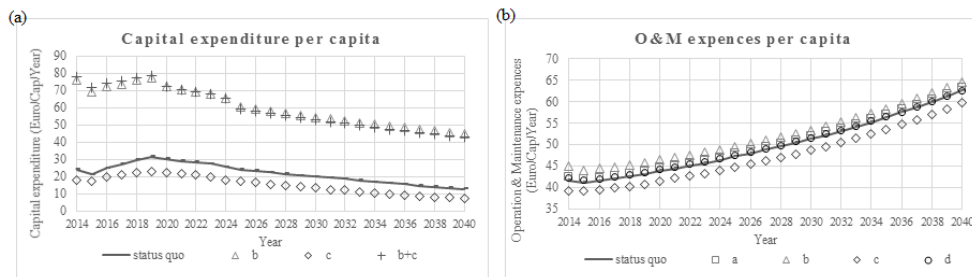 (a)
Capital expenditure per capita
Capital expenditure (Euro/Cap/Year)
90
80
70
60
50
40
30
20
10
0
2014 2016 2018 2020 2022 2024 2026 2028 2030 2032 2034 2036 2038 2040
Year
status quo b c b+c
(b)
O&M expences per capita
Operation & Maintenance expences
(Euro/Cap/Year)
70
65
60
55
50
45
40
35
2014 2016 2018 2020 2022 2024 2026 2028 2030 2032 2034 2036 2038 2040
Year
status quo a b c d